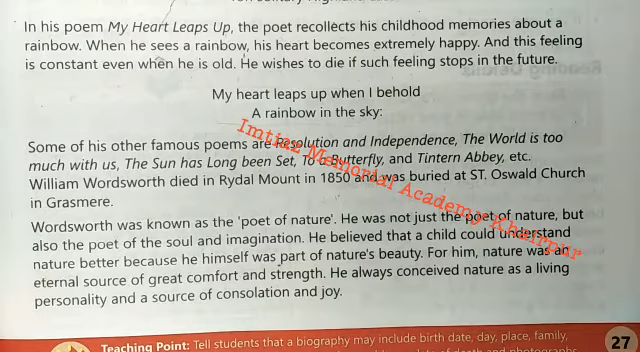 In his poem My Heart Leaps Up, the poet recollects his childhood memories about a
rainbow. When he sees a rainbow, his heart becomes extremely happy. And this feeling
is constant even when he is old. He wishes to die if such feeling stops in the future.
My heart leaps up when I behold
A rainbow in the sky:
Some of his other famous poems are Resolution and Independence, The World is too
much with us, The Sun has Long been Set, To a Butterfly, and Tintern Abbey, etc.
William Wordsworth died in Rydal Mount in 1850 and was buried at ST. Oswald Church
in Grasmere.
Imtiaz Memorial Academy Khairpur
Wordsworth was known as the 'poet of nature'. He was not just the poet of nature, but
also the poet of the soul and imagination. He believed that a child could understand
nature better because he himself was part of nature's beauty. For him, nature was an
eternal source of great comfort and strength. He always conceived nature as a living
personality and a source of consolation and joy.
Teaching Point: Tell students that a biography may include birth date, day, place, family,
27